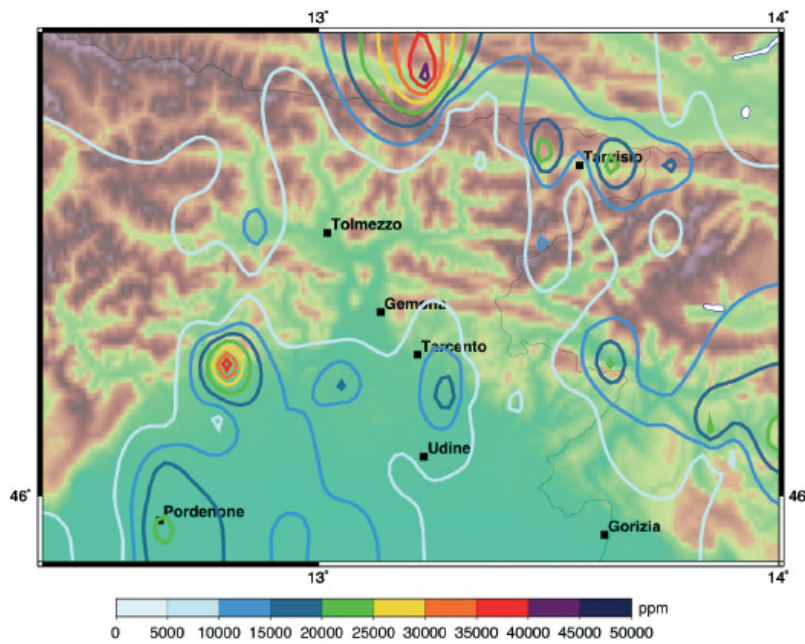 13° 14°
Tarvisio
Tolmezzo
Gemona
Tarcento
Udine
46° 46°
Pordenone
Gorizia
13° 14°
ppm
0 5000 10000 15000 20000 25000 30000 35000 40000 45000 50000